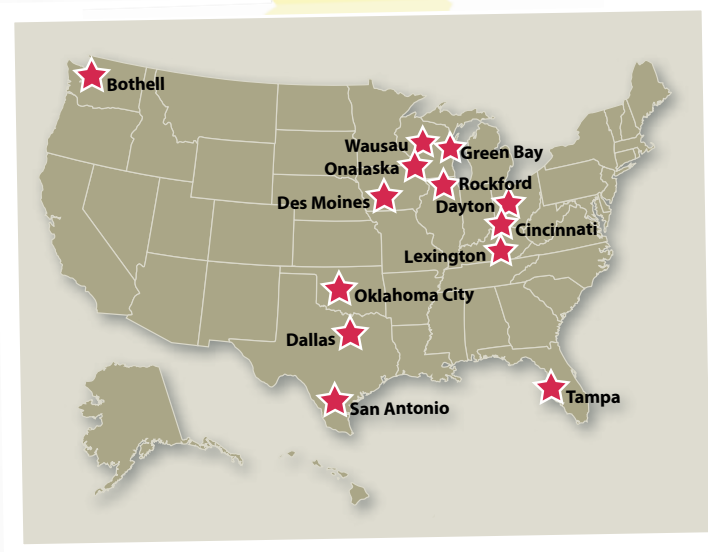 Bothell
Wausau
Green Bay
Onalaska
Rockford
Des Moines
Dayton
Cincinnati
Lexington
Oklahoma City
Dallas
Tampa
San Antonio